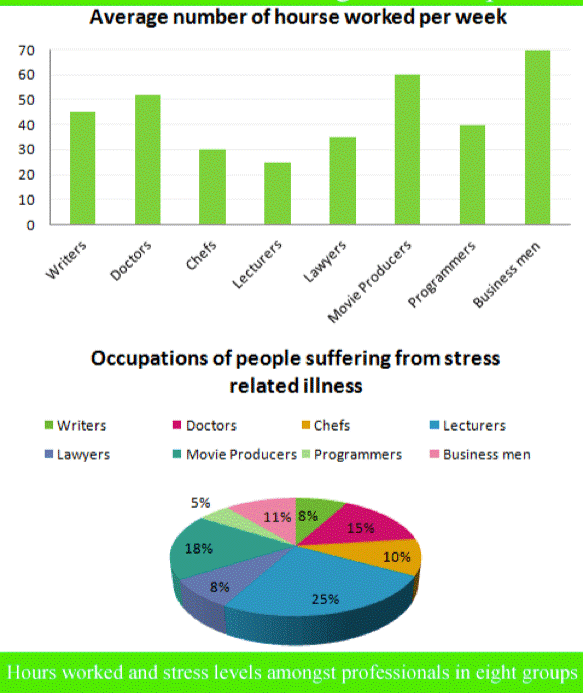 Average number of hourse worked per week
70
60
50
40
30
20
10
0
Writers
Doctors
Chefs
Lecturers
Lawyers
Movie Producers
Programmers
Business men
Occupations of people suffering from stress
related illness
Writers Doctors Chefs Lecturers
Lawyers Movie Producers Programmers Business men
8%
15%
10%
25%
8%
18%
5%
11%
Hours worked and stress levels amongst professionals in eight groups